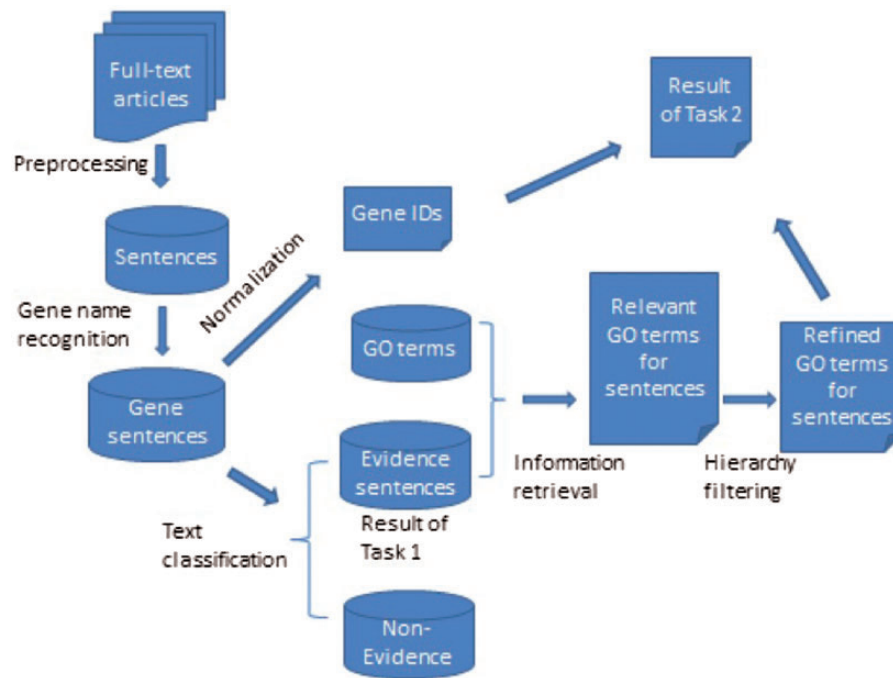 Full-text
articles
Preprocessing
Sentences
Gene name
recognition
Gene
sentences
Normalization
Gene IDs
Result
of Task 2
GO terms
Evidence
sentences
Result of
Task 1
Text
classification
Non-
Evidence
Information
retrieval
Relevant
GO terms
for
sentences
Hierarchy
filtering
Refined
GO terms
for
sentences